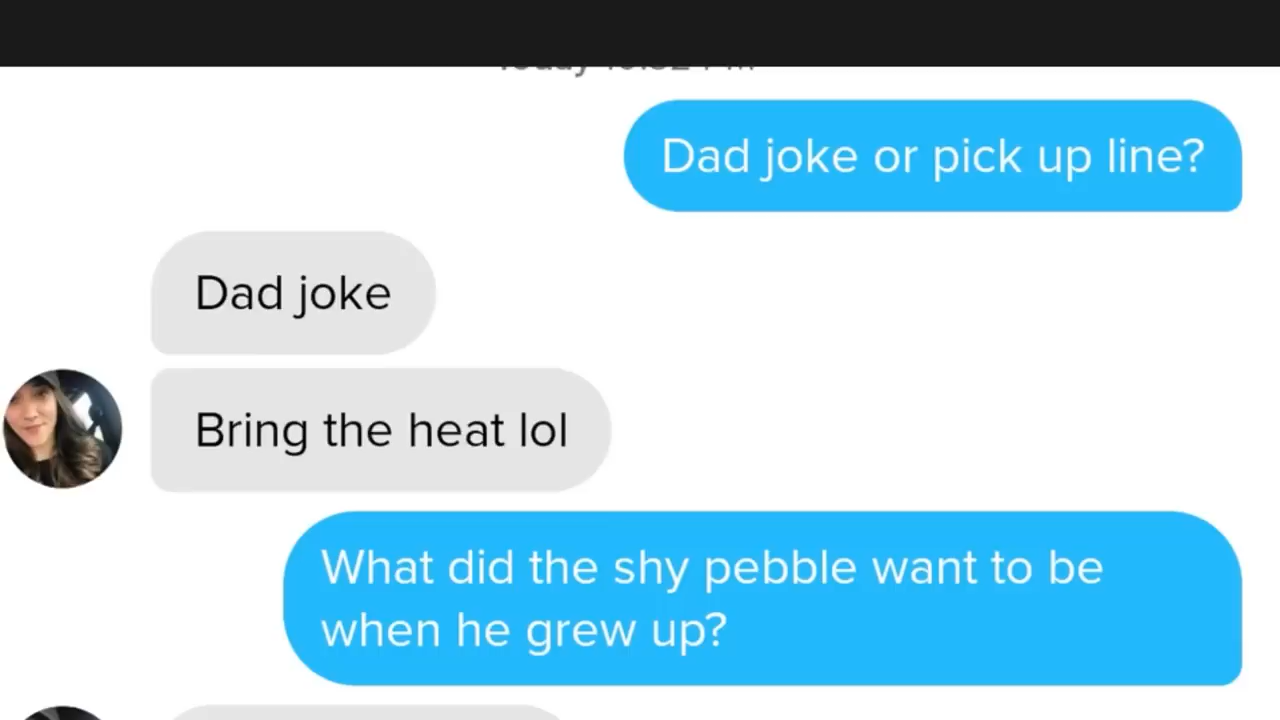 Dad joke or pick up line?
Dad joke
Bring the heat lol
What did the shy pebble want to be
when he grew up?